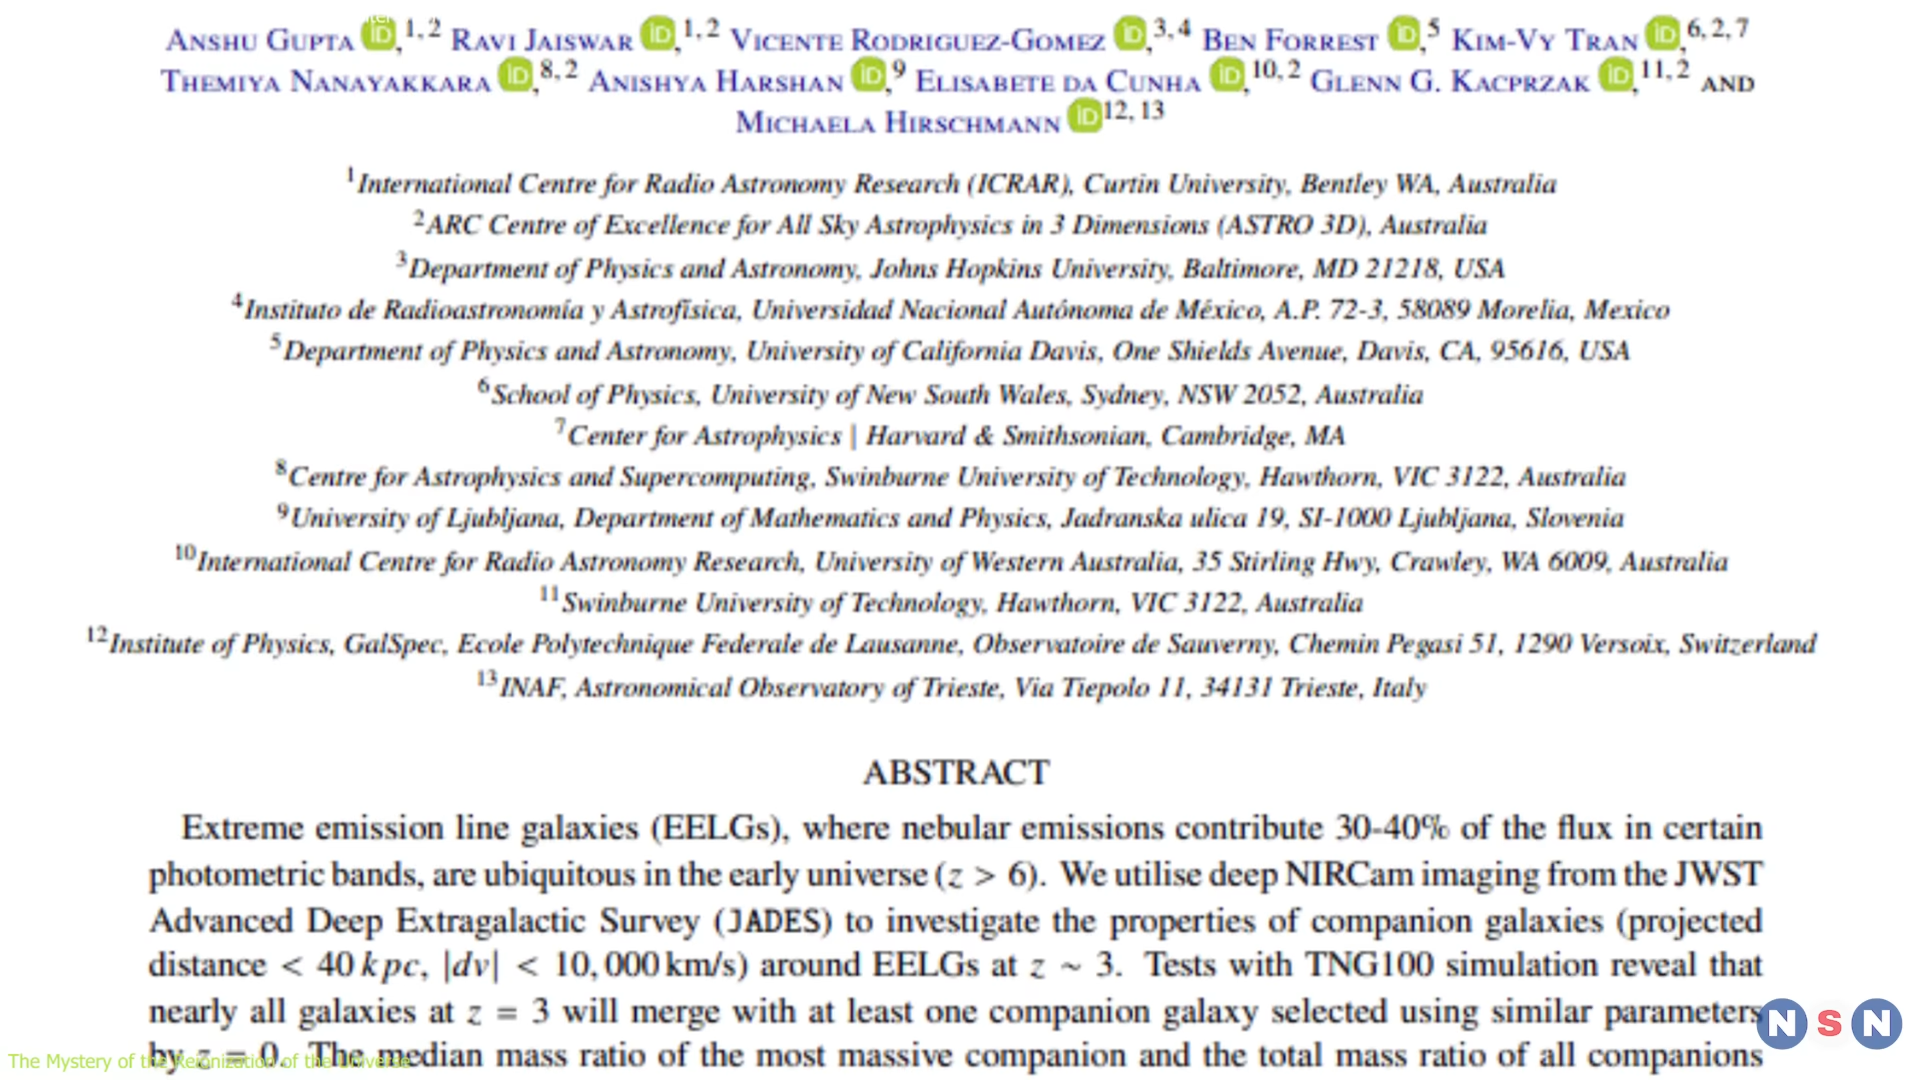 ANSHU GUPTA iD,1,2 RAVI JAISWAR iD,1,2 VICENTE RODRIGUEZ-GOMEZ iD,3,4 BEN FORREST iD,5 KIM-VY TRAN iD,6,2,7
THEMIYA NANAYAKKARA iD,8,2 ANISHYA HARSHAN iD,9 ELISABETE DA CUNHA iD,10,2 GLENN G. KACPRZAK iD,11,2 AND
MICHAELA HIRSCHMANN iD12,13
1International Centre for Radio Astronomy Research (ICRAR), Curtin University, Bentley WA, Australia
2ARC Centre of Excellence for All Sky Astrophysics in 3 Dimensions (ASTRO 3D), Australia
3Department of Physics and Astronomy, Johns Hopkins University, Baltimore, MD 21218, USA
4Instituto de Radioastronomía y Astrofísica, Universidad Nacional Autónoma de México, A.P. 72-3, 58089 Morelia, Mexico
5Department of Physics and Astronomy, University of California Davis, One Shields Avenue, Davis, CA, 95616, USA
6School of Physics, University of New South Wales, Sydney, NSW 2052, Australia
7Center for Astrophysics | Harvard & Smithsonian, Cambridge, MA
8Centre for Astrophysics and Supercomputing, Swinburne University of Technology, Hawthorn, VIC 3122, Australia
9University of Ljubljana, Department of Mathematics and Physics, Jadranska ulica 19, SI-1000 Ljubljana, Slovenia
10International Centre for Radio Astronomy Research, University of Western Australia, 35 Stirling Hwy, Crawley, WA 6009, Australia
11Swinburne University of Technology, Hawthorn, VIC 3122, Australia
12Institute of Physics, GalSpec, Ecole Polytechnique Federale de Lausanne, Observatoire de Sauverny, Chemin Pegasi 51, 1290 Versoix, Switzerland
13INAF, Astronomical Observatory of Trieste, Via Tiepolo 11, 34131 Trieste, Italy
ABSTRACT
Extreme emission line galaxies (EELGs), where nebular emissions contribute 30-40% of the flux in certain
photometric bands, are ubiquitous in the early universe (z > 6). We utilise deep NIRCam imaging from the JWST
Advanced Deep Extragalactic Survey (JADES) to investigate the properties of companion galaxies (projected
distance < 40 kpc, |dv| < 10,000 km/s) around EELGs at z ~ 3. Tests with TNG100 simulation reveal that
nearly all galaxies at z = 3 will merge with at least one companion galaxy selected using similar parameters
by z = 0. The median mass ratio of the most massive companion and the total mass ratio of all companions
The Mystery of the Reionization of the Universe
N S N